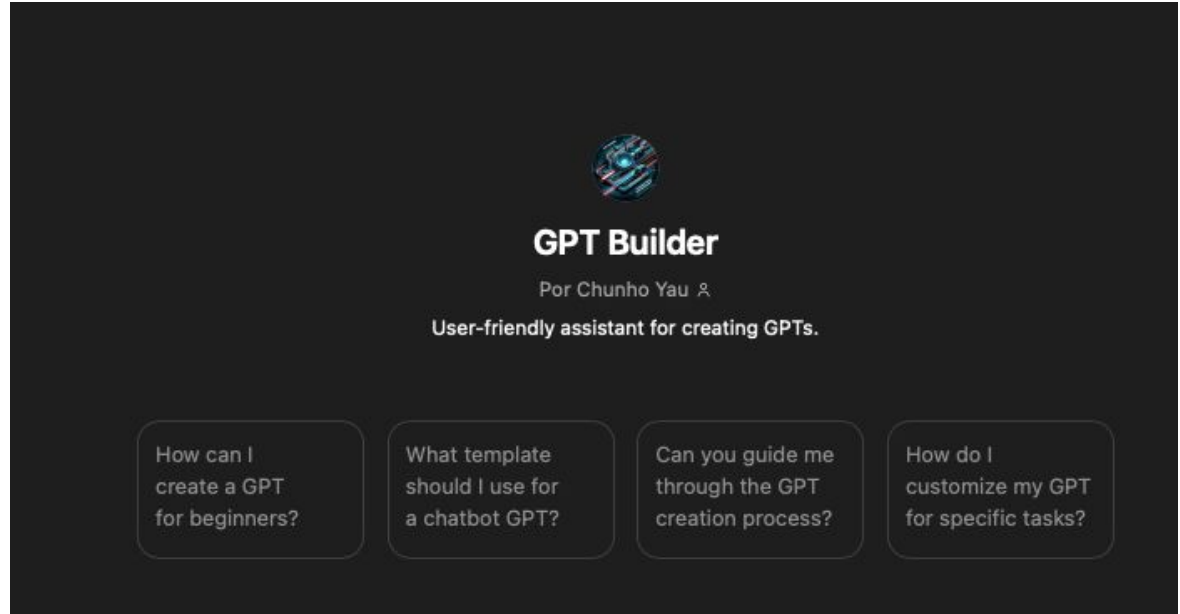 GPT Builder
Por Chunho Yau
User-friendly assistant for creating GPTs.
How can I
create a GPT
for beginners?
What template
should I use for
a chatbot GPT?
Can you guide me
through the GPT
creation process?
How do I
customize my GPT
for specific tasks?